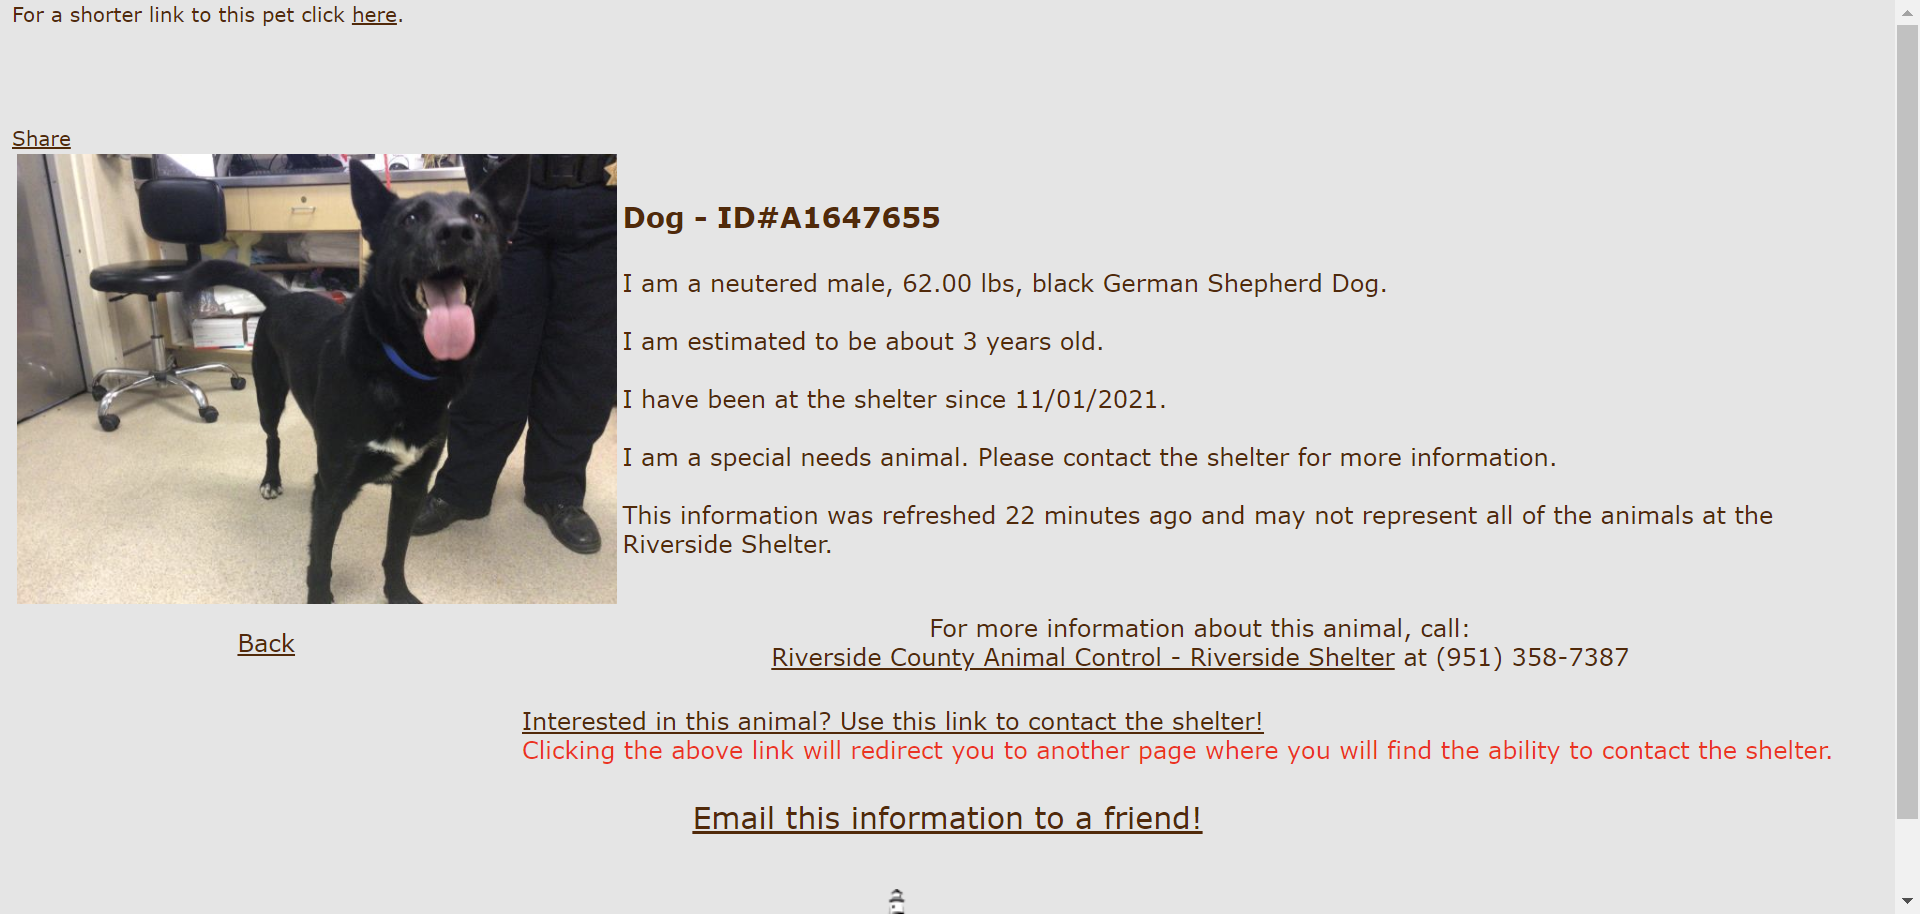 For a shorter link to this pet click here.
Share
Dog - ID#A1647655
I am a neutered male, 62.00 lbs, black German Shepherd Dog.
I am estimated to be about 3 years old.
I have been at the shelter since 11/01/2021.
I am a special needs animal. Please contact the shelter for more information.
This information was refreshed 22 minutes ago and may not represent all of the animals at the
Riverside Shelter.
Back
For more information about this animal, call:
Riverside County Animal Control - Riverside Shelter at (951) 358-7387
Interested in this animal? Use this link to contact the shelter!
Clicking the above link will redirect you to another page where you will find the ability to contact the shelter.
Email this information to a friend!